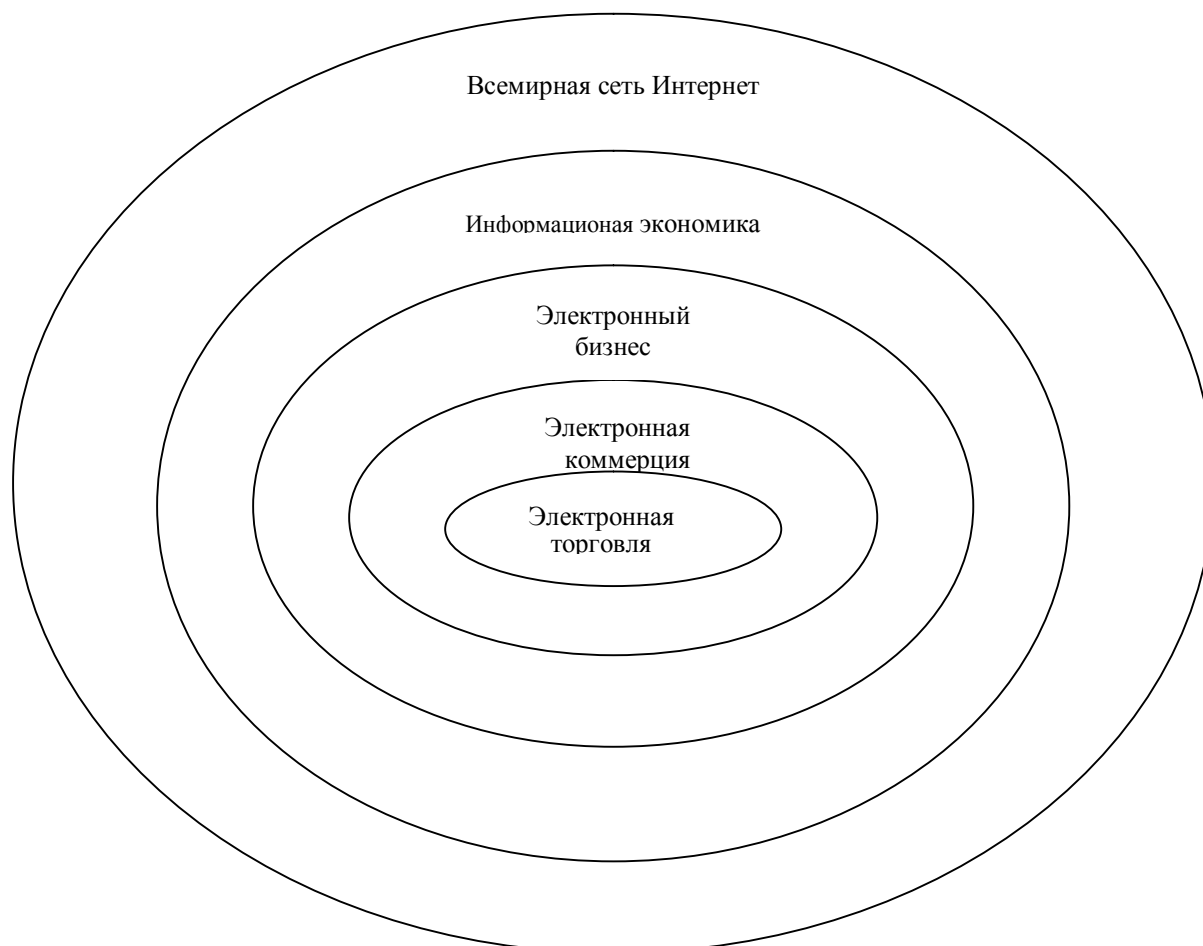 Всемирная сеть Интернет
Информационая экономика
Электронный
бизнес
Электронная
коммерция
Электронная
торговля